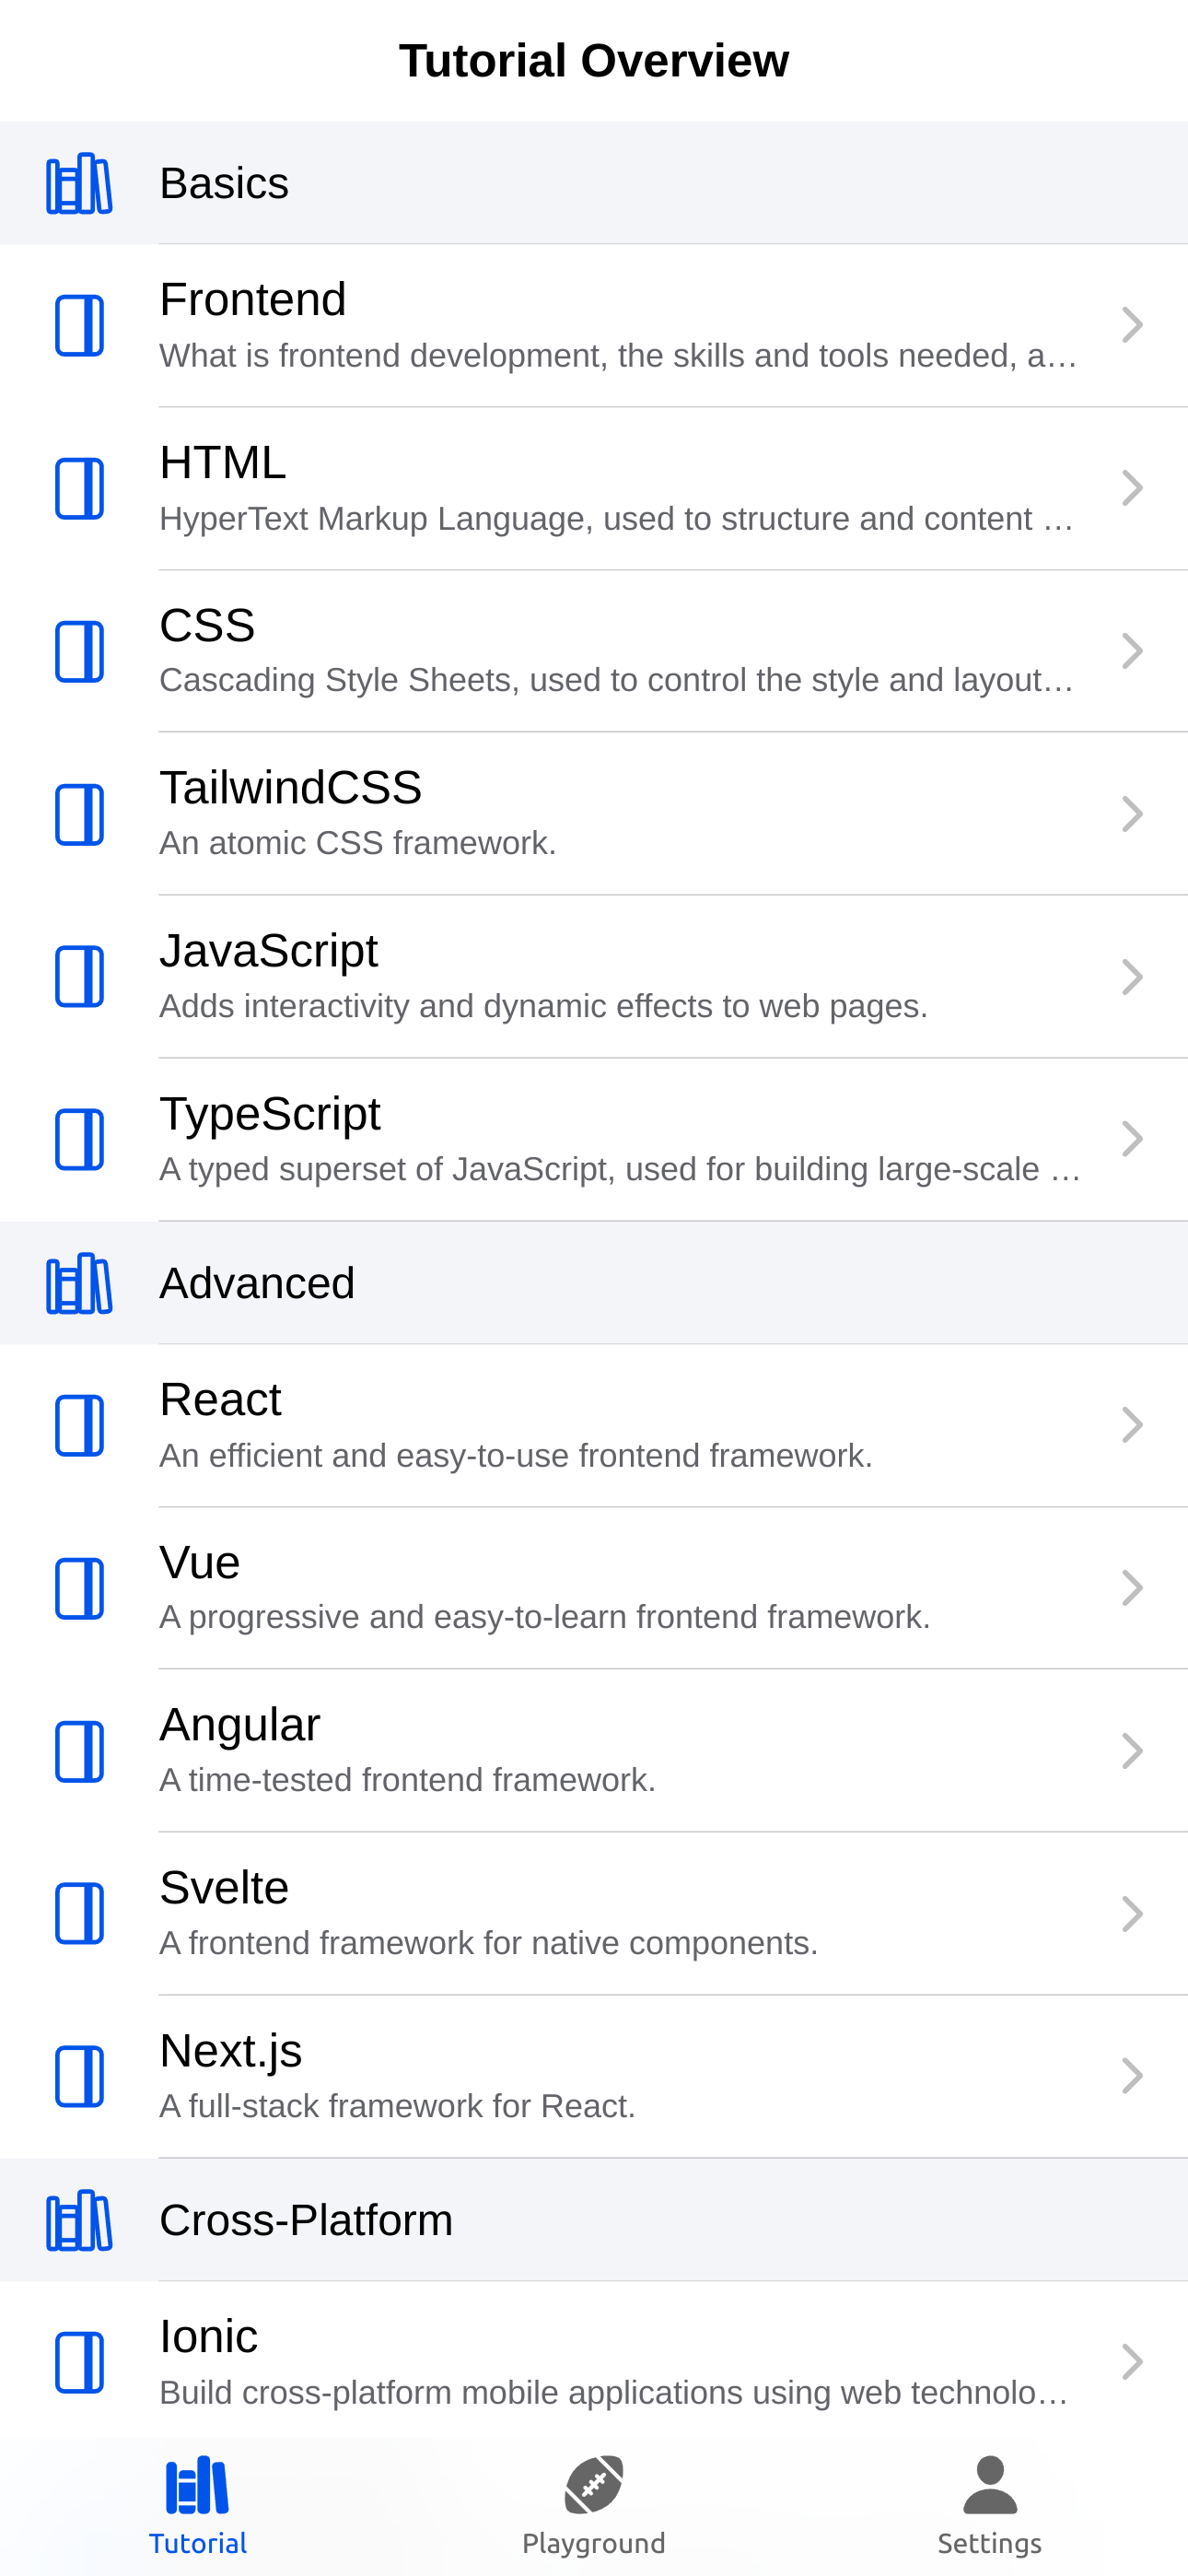 Tutorial Overview
Basics
Frontend
What is frontend development, the skills and tools needed, a…
HTML
HyperText Markup Language, used to structure and content …
CSS
Cascading Style Sheets, used to control the style and layout…
TailwindCSS
An atomic CSS framework.
JavaScript
Adds interactivity and dynamic effects to web pages.
TypeScript
A typed superset of JavaScript, used for building large-scale …
Advanced
React
An efficient and easy-to-use frontend framework.
Vue
A progressive and easy-to-learn frontend framework.
Angular
A time-tested frontend framework.
Svelte
A frontend framework for native components.
Next.js
A full-stack framework for React.
Cross-Platform
Ionic
Build cross-platform mobile applications using web technolo…
Tutorial
Playground
Settings